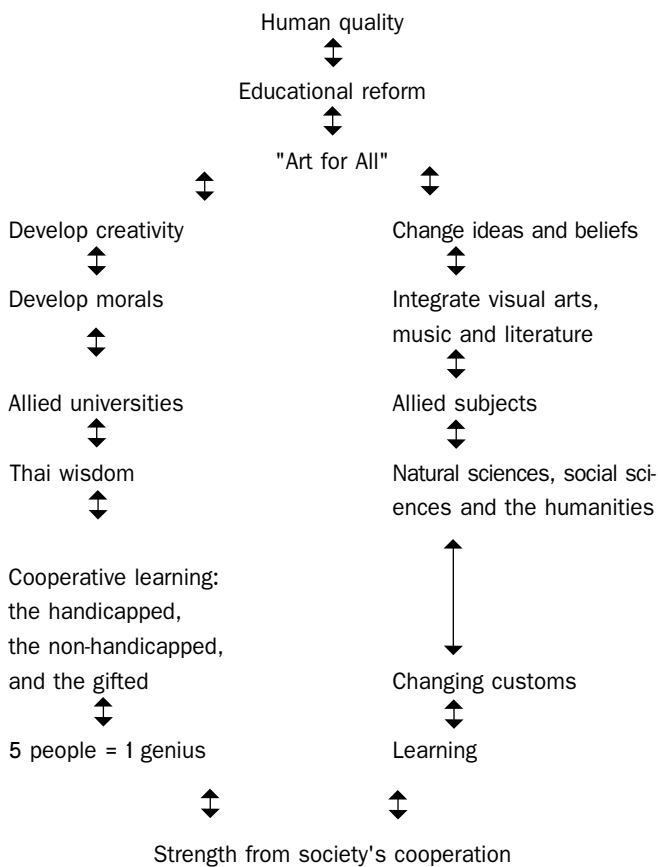 Human quality
Educational reform
"Art for All"
Develop creativity
Develop morals
Allied universities
Thai wisdom
Cooperative learning:
the handicapped,
the non-handicapped,
and the gifted
5 people = 1 genius
Change ideas and beliefs
Integrate visual arts,
music and literature
Allied subjects
Natural sciences, social sci-
ences and the humanities
Changing customs
Learning
Strength from society's cooperation